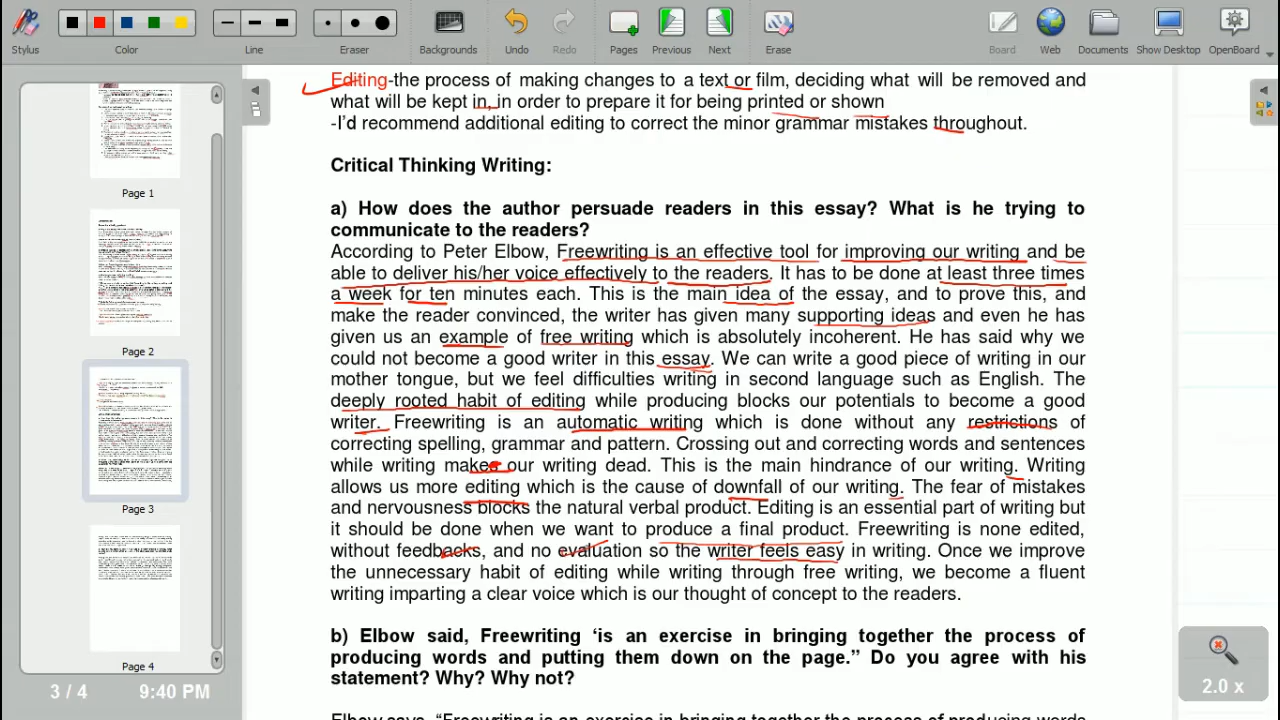 Stylus
Color
Line
Eraser
Backgrounds
Undo
Redo
Pages
Previous
Next
Erase
Board
Web
Documents
Show Desktop
OpenBoard
Page 1
Page 2
Page 3
Page 4
3 / 4
9:40 PM
Editing-the process of making changes to a text or film, deciding what will be removed and
what will be kept in, in order to prepare it for being printed or shown
-I'd recommend additional editing to correct the minor grammar mistakes throughout.
Critical Thinking Writing:
a) How does the author persuade readers in this essay? What is he trying to
communicate to the readers?
According to Peter Elbow, Freewriting is an effective tool for improving our writing and be
able to deliver his/her voice effectively to the readers. It has to be done at least three times
a week for ten minutes each. This is the main idea of the essay, and to prove this, and
make the reader convinced, the writer has given many supporting ideas and even he has
given us an example of free writing which is absolutely incoherent. He has said why we
could not become a good writer in this essay. We can write a good piece of writing in our
mother tongue, but we feel difficulties writing in second language such as English. The
deeply rooted habit of editing while producing blocks our potentials to become a good
writer. Freewriting is an automatic writing which is done without any restrictions of
correcting spelling, grammar and pattern. Crossing out and correcting words and sentences
while writing makes our writing dead. This is the main hindrance of our writing. Writing
allows us more editing which is the cause of downfall of our writing. The fear of mistakes
and nervousness blocks the natural verbal product. Editing is an essential part of writing but
it should be done when we want to produce a final product. Freewriting is none edited,
without feedbacks, and no evaluation so the writer feels easy in writing. Once we improve
the unnecessary habit of editing while writing through free writing, we become a fluent
writing imparting a clear voice which is our thought of concept to the readers.
b) Elbow said, Freewriting ‘is an exercise in bringing together the process of
producing words and putting them down on the page.” Do you agree with his
statement? Why? Why not?
Elbow says, “Freewriting is an exercise in bringing together the process of producing words
2.0 x